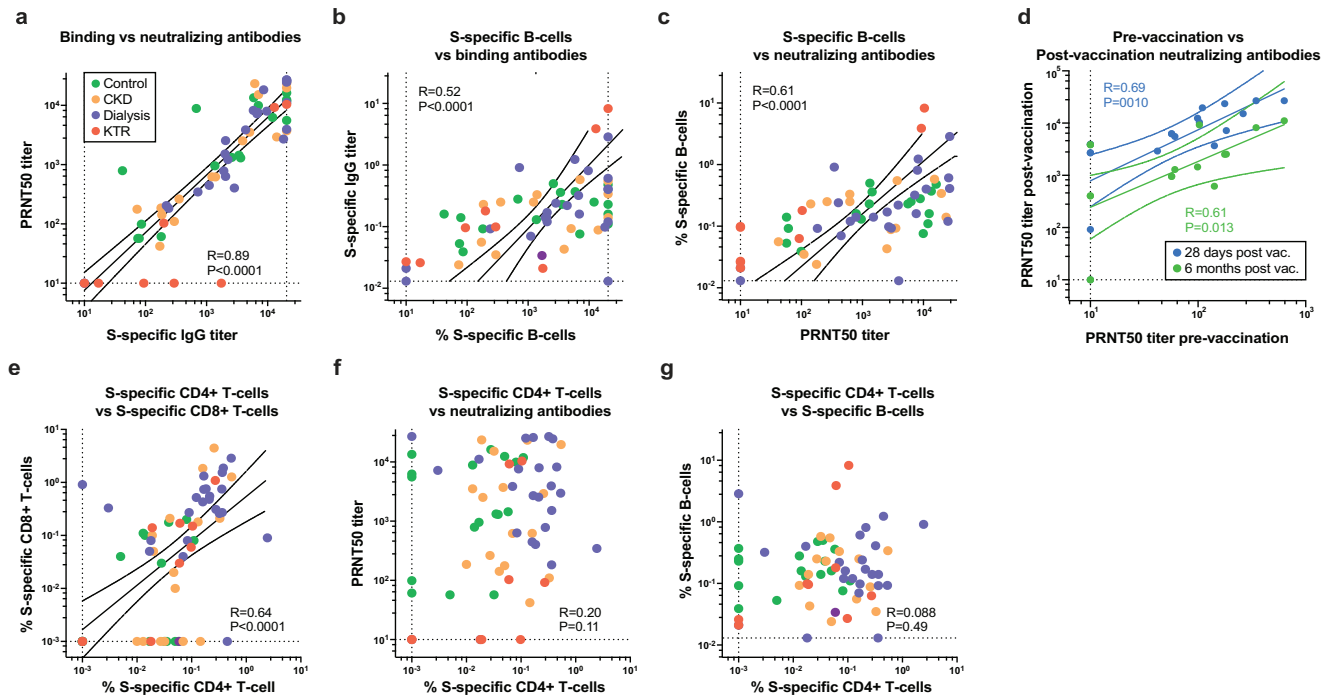 a
Binding vs neutralizing antibodies
Control
CKD
Dialysis
KTR
PRNT50 titer
10⁴
10³
10²
10¹
R=0.89
P<0.0001
10¹
10²
10³
10⁴
S-specific IgG titer
b
S-specific B-cells
vs binding antibodies
R=0.52
P<0.0001
S-specific IgG titer
10¹
10⁰
10⁻¹
10⁻²
10¹
10²
10³
10⁴
% S-specific B-cells
c
S-specific B-cells
vs neutralizing antibodies
R=0.61
P<0.0001
% S-specific B-cells
10¹
10⁰
10⁻¹
10⁻²
10¹
10²
10³
10⁴
PRNT50 titer
d
Pre-vaccination vs
Post-vaccination neutralizing antibodies
R=0.69
P=0010
PRNT50 titer post-vaccination
10⁵
10⁴
10³
10²
10¹
R=0.61
P=0.013
28 days post vac.
6 months post vac.
10¹
10²
10³
PRNT50 titer pre-vaccination
e
S-specific CD4+ T-cells
vs S-specific CD8+ T-cells
% S-specific CD8+ T-cells
10¹
10⁰
10⁻¹
10⁻²
10⁻³
R=0.64
P<0.0001
10⁻³
10⁻²
10⁻¹
10⁰
10¹
% S-specific CD4+ T-cell
f
S-specific CD4+ T-cells
vs neutralizing antibodies
PRNT50 titer
10⁴
10³
10²
10¹
R=0.20
P=0.11
10⁻³
10⁻²
10⁻¹
10⁰
10¹
% S-specific CD4+ T-cells
g
S-specific CD4+ T-cells
vs S-specific B-cells
% S-specific B-cells
10¹
10⁰
10⁻¹
10⁻²
R=0.088
P=0.49
10⁻³
10⁻²
10⁻¹
10⁰
10¹
% S-specific CD4+ T-cells